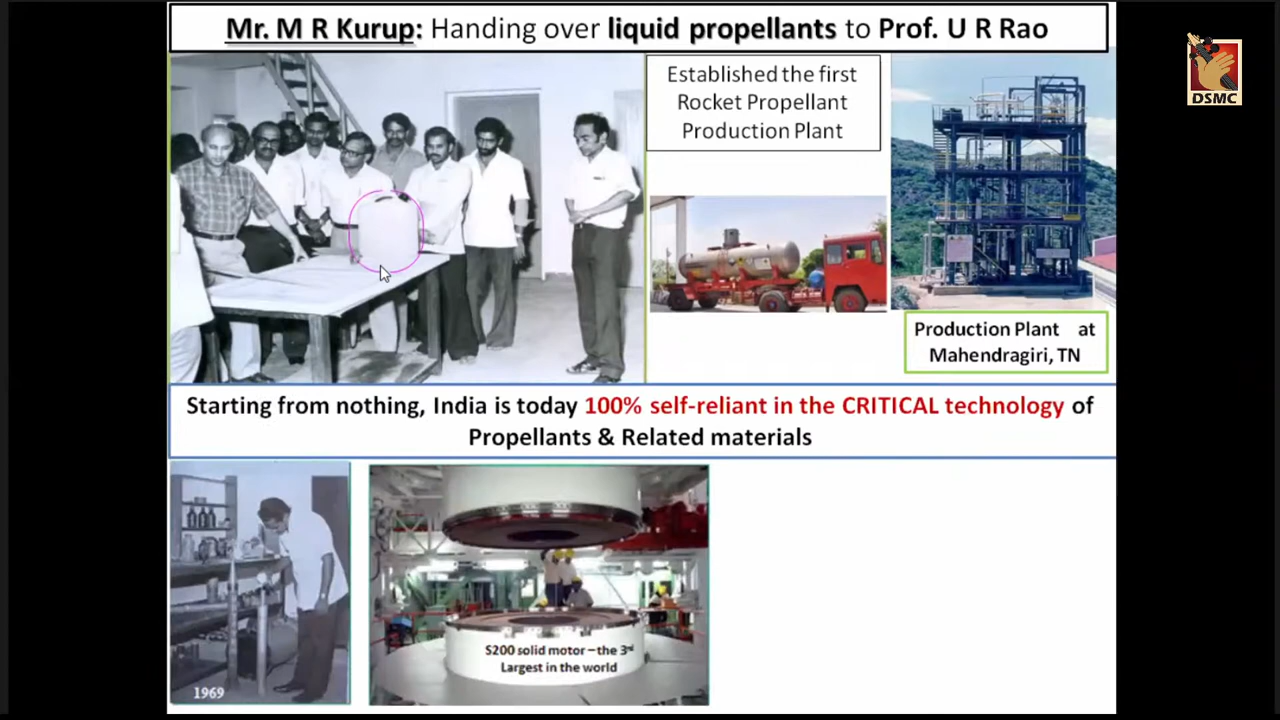 Mr. M R Kurup: Handing over liquid propellants to Prof. U R Rao
DSMC
Established the first
Rocket Propellant
Production Plant
Production Plant at
Mahendragiri, TN
Starting from nothing, India is today 100% self-reliant in the CRITICAL technology of
Propellants & Related materials
S200 solid motor – the 3rd
Largest in the world
1969